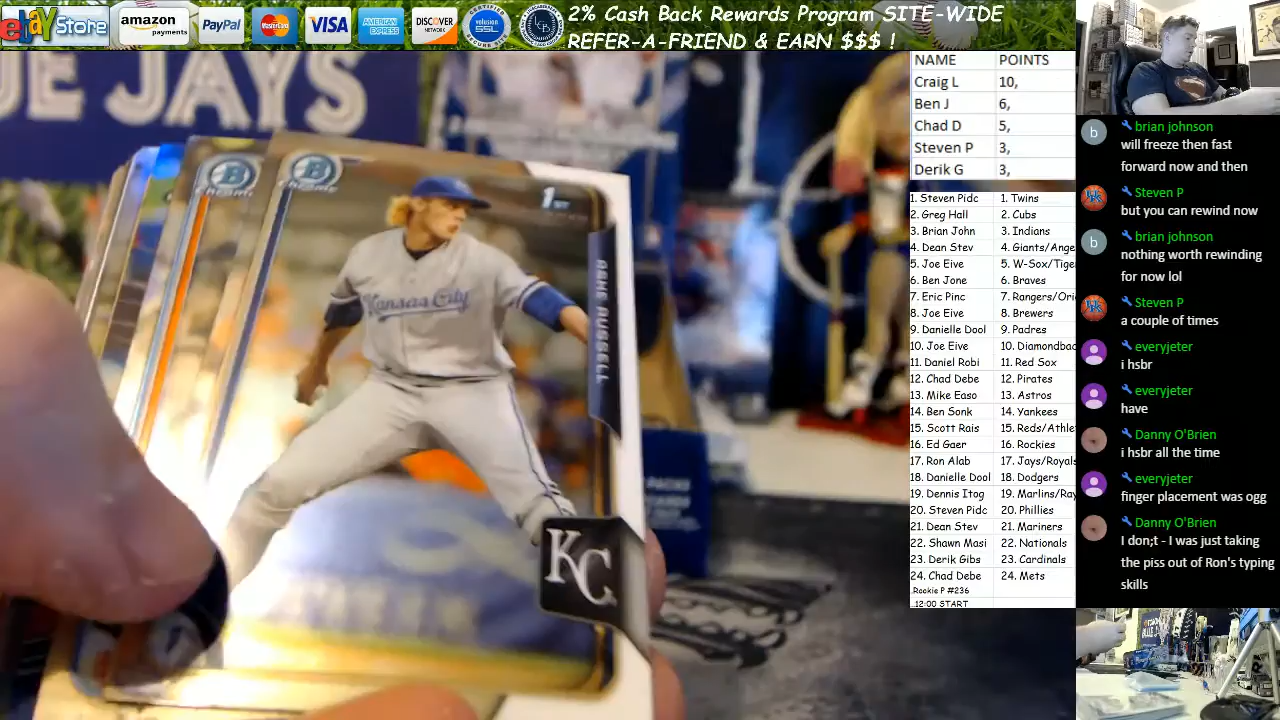 ebay Store
amazon
payments
PayPal
MasterCard
VISA
AMERICAN EXPRESS
DISCOVER
NETWORK
SSL
2% Cash Back Rewards Program SITE-WIDE
REFER-A-FRIEND & EARN $$$ !
UE JAYS
B
CHROME
B
CHROME
1st
Kansas City
ASHE RUSSELL
KC
NAME POINTS
Craig L 10,
Ben J 6,
Chad D 5,
Steven P 3,
Derik G 3,
1. Steven Pidc 1. Twins
2. Greg Hall 2. Cubs
3. Brian John 3. Indians
4. Dean Stev 4. Giants/Ange
5. Joe Eive 5. W-Sox/Tige
6. Ben Jone 6. Braves
7. Eric Pinc 7. Rangers/Ori
8. Joe Eive 8. Brewers
9. Danielle Dool 9. Padres
10. Joe Eive 10. Diamondbac
11. Daniel Robi 11. Red Sox
12. Chad Debe 12. Pirates
13. Mike Easo 13. Astros
14. Ben Sonk 14. Yankees
15. Scott Rais 15. Reds/Athle
16. Ed Gaer 16. Rockies
17. Ron Alab 17. Jays/Royals
18. Danielle Dool 18. Dodgers
19. Dennis Itog 19. Marlins/Ray
20. Steven Pidc 20. Phillies
21. Dean Stev 21. Mariners
22. Shawn Masi 22. Nationals
23. Derik Gibs 23. Cardinals
24. Chad Debe 24. Mets
.Rookie P #236
..12:00 START
b
brian johnson
will freeze then fast
forward now and then
Steven P
but you can rewind now
b
brian johnson
nothing worth rewinding
for now lol
Steven P
a couple of times
everyjeter
i hsbr
everyjeter
have
Danny O'Brien
i hsbr all the time
everyjeter
finger placement was ogg
Danny O'Brien
I don;t - I was just taking
the piss out of Ron's typing
skills